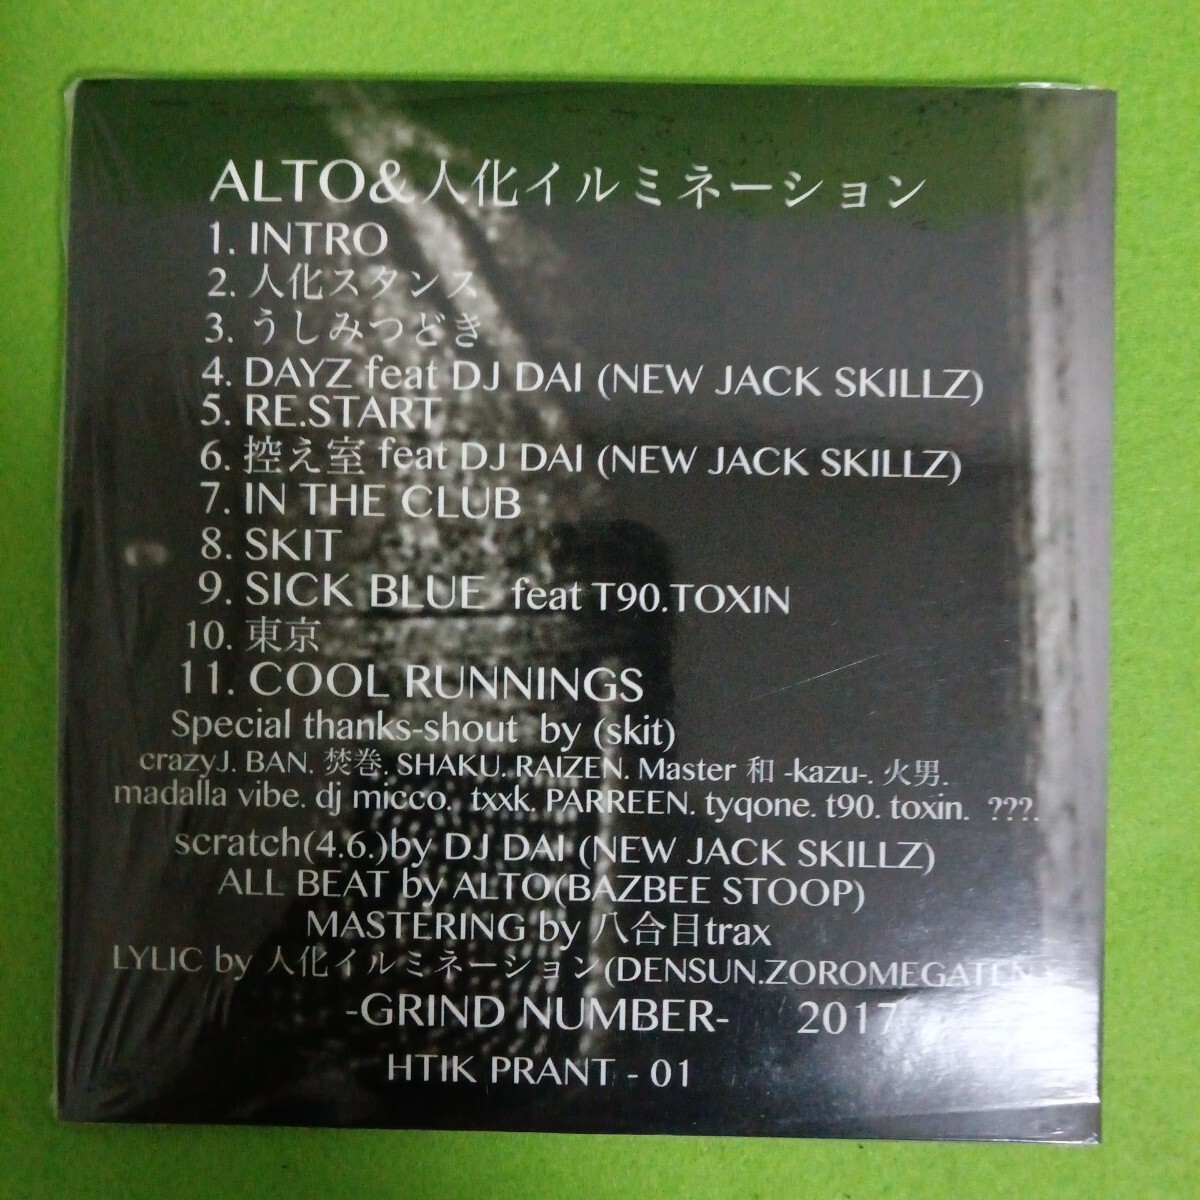 ALTO&人化イルミネーション
1. INTRO
2. 人化スタンス
3. うしみつどき
4. DAYZ feat DJ DAI (NEW JACK SKILLZ)
5. RE.START
6. 控え室 feat DJ DAI (NEW JACK SKILLZ)
7. IN THE CLUB
8. SKIT
9. SICK BLUE feat T90.TOXIN
10. 東京
11. COOL RUNNINGS
Special thanks-shout by (skit)
crazyJ. BAN. 焚巻. SHAKU. RAIZEN. Master 和 -kazu-. 火男.
madalla vibe. dj micco. txxk. PARREEN. tyqone. t90. toxin. ???.
scratch(4.6.)by DJ DAI (NEW JACK SKILLZ)
ALL BEAT by ALTO(BAZBEE STOOP)
MASTERING by 八合目trax
LYLIC by 人化イルミネーション(DENSUN.ZOROMEGATEN.)
-GRIND NUMBER- 2017
HTIK PRANT - 01